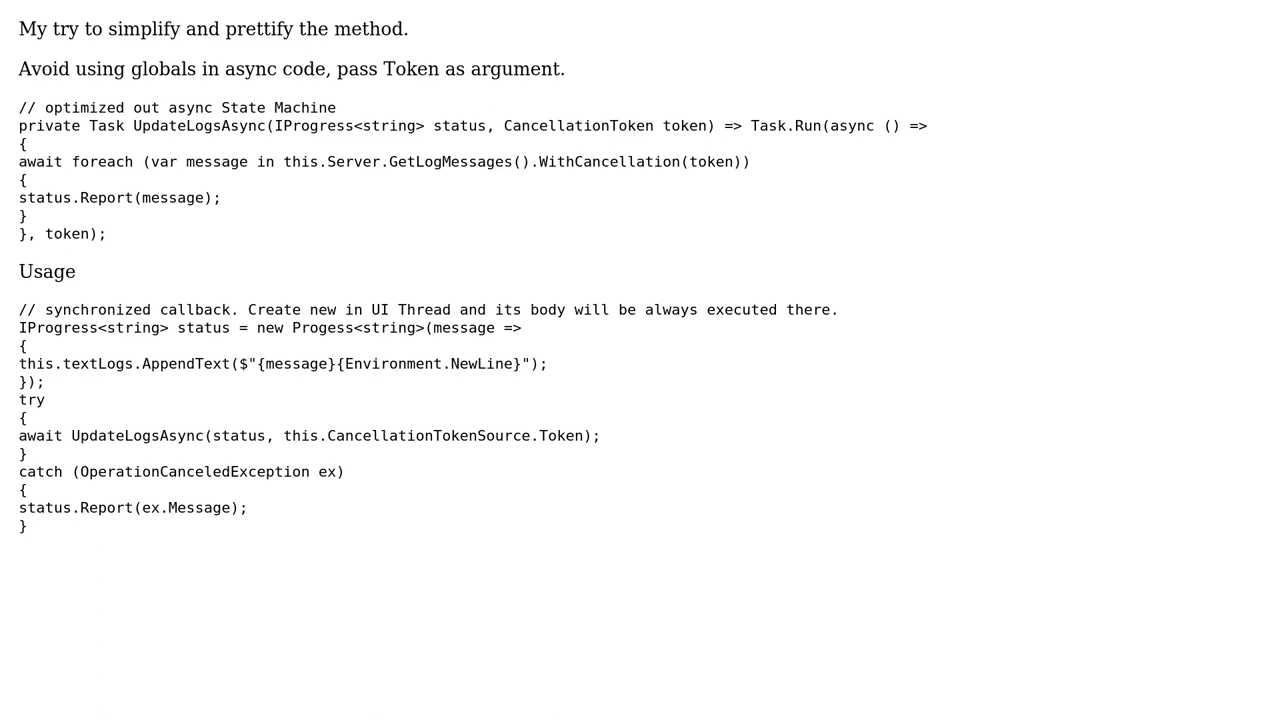 My try to simplify and prettify the method.
Avoid using globals in async code, pass Token as argument.
// optimized out async State Machine
private Task UpdateLogsAsync(IProgress<string> status, CancellationToken token) => Task.Run(async () =>
{
await foreach (var message in this.Server.GetLogMessages().WithCancellation(token))
{
status.Report(message);
}
}, token);
Usage
// synchronized callback. Create new in UI Thread and its body will be always executed there.
IProgress<string> status = new Progess<string>(message =>
{
this.textLogs.AppendText($"{message}{Environment.NewLine}");
});
try
{
await UpdateLogsAsync(status, this.CancellationTokenSource.Token);
}
catch (OperationCanceledException ex)
{
status.Report(ex.Message);
}